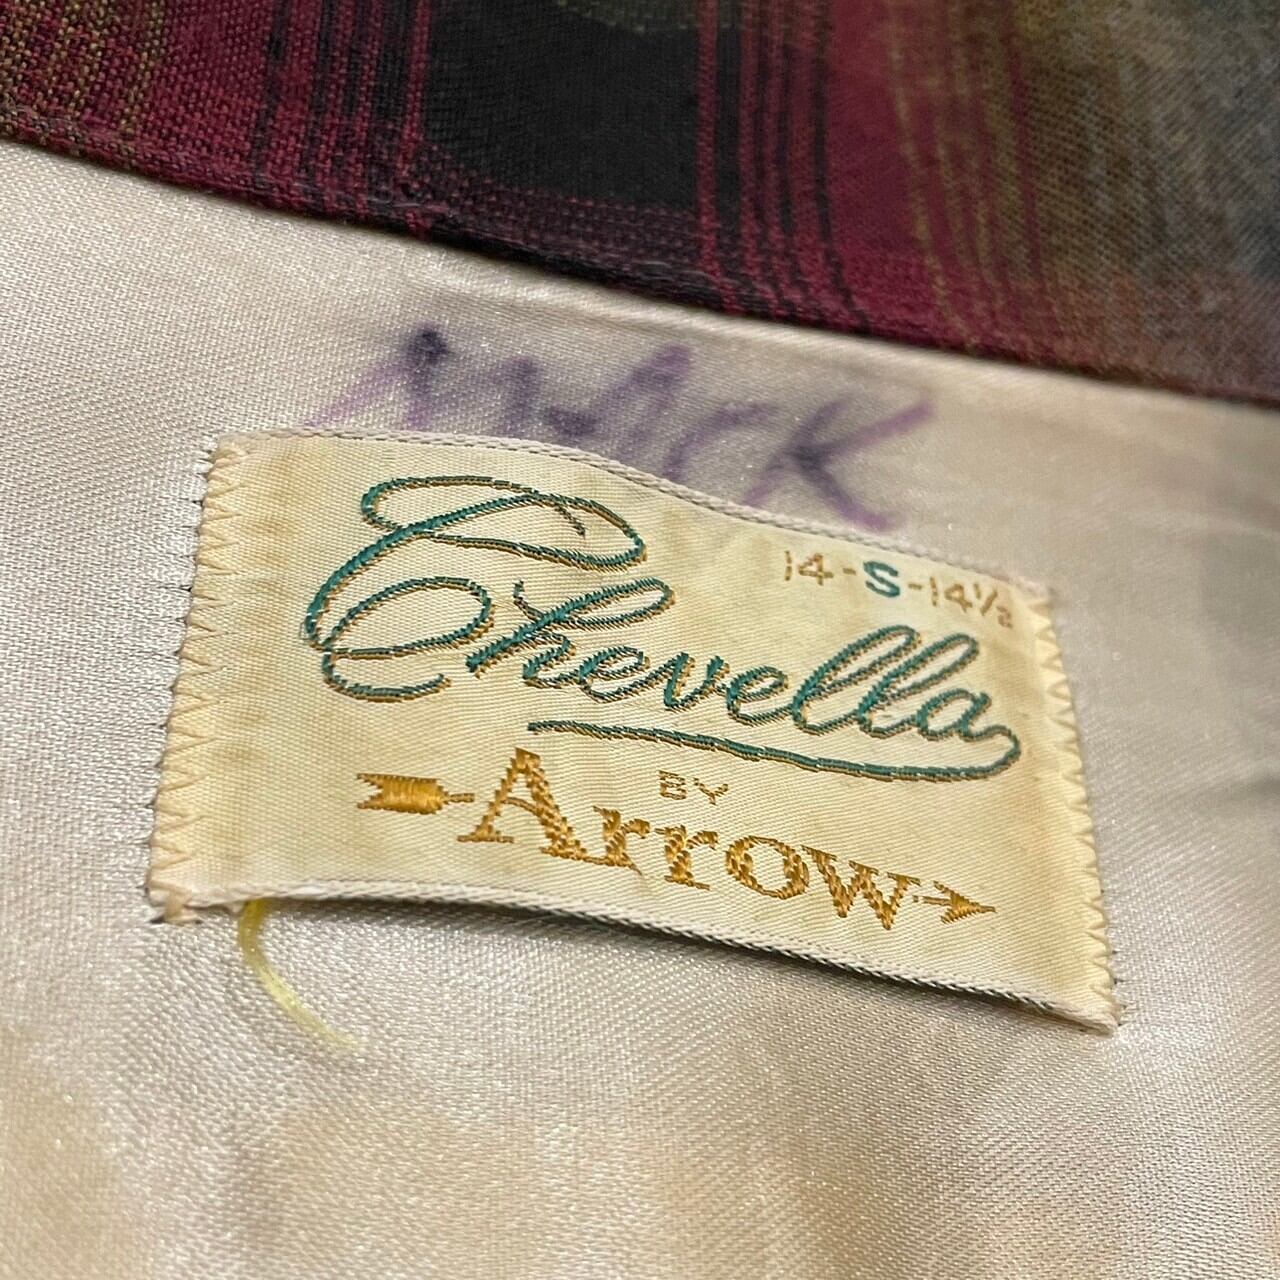 MArK
14-S-14½
Chevella
BY
Arrow